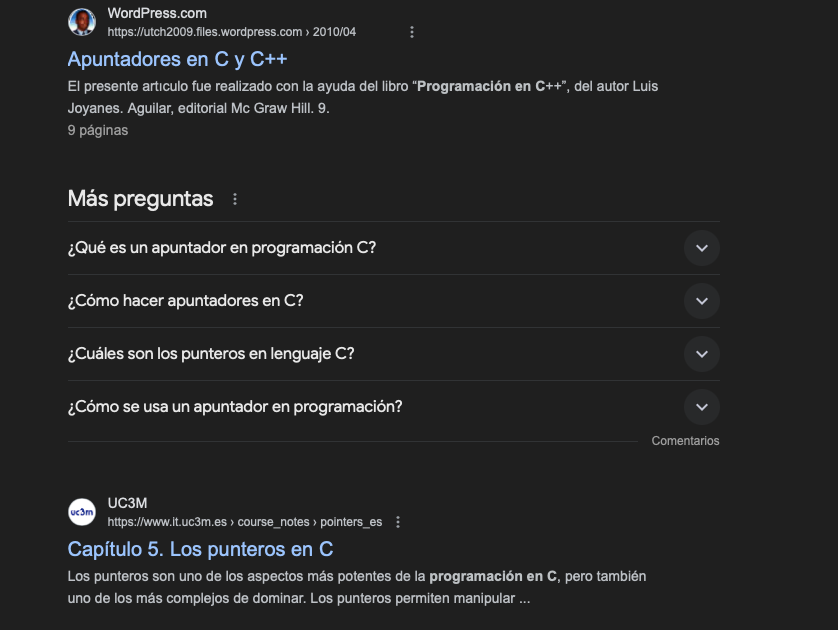 WordPress.com
https://utch2009.files.wordpress.com › 2010/04
Apuntadores en C y C++
El presente artıculo fue realizado con la ayuda del libro “Programación en C++”, del autor Luis
Joyanes. Aguilar, editorial Mc Graw Hill. 9.
9 páginas
Más preguntas
¿Qué es un apuntador en programación C?
¿Cómo hacer apuntadores en C?
¿Cuáles son los punteros en lenguaje C?
¿Cómo se usa un apuntador en programación?
Comentarios
uc3m
UC3M
https://www.it.uc3m.es › course_notes › pointers_es
Capítulo 5. Los punteros en C
Los punteros son uno de los aspectos más potentes de la programación en C, pero también
uno de los más complejos de dominar. Los punteros permiten manipular ...